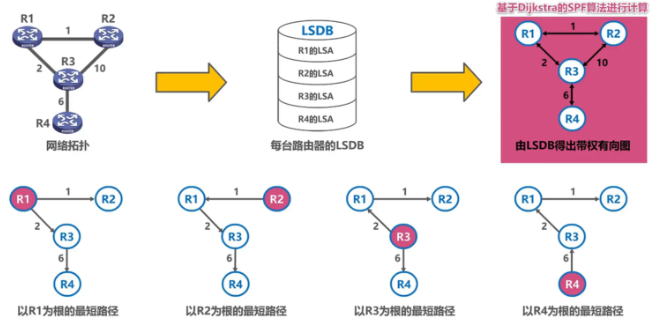 基于Dijkstra的SPF算法进行计算
R1
1
R2
2
R3
10
6
R4
网络拓扑
LSDB
R1的LSA
R2的LSA
R3的LSA
R4的LSA
每台路由器的LSDB
R1
1
R2
2
10
R3
6
R4
由LSDB得出带权有向图
R1
1
R2
2
R3
6
R4
以R1为根的最短路径
R1
1
R2
2
R3
6
R4
以R2为根的最短路径
R1
1
R2
2
R3
6
R4
以R3为根的最短路径
R1
1
R2
2
R3
6
R4
以R4为根的最短路径